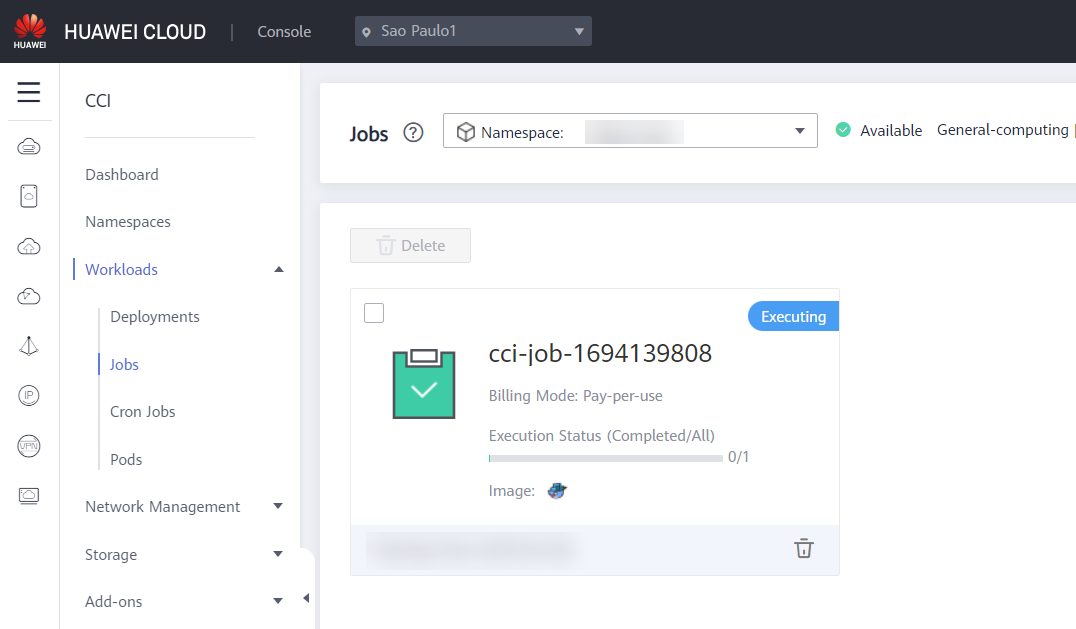 HUAWEI
HUAWEI CLOUD | Console Sao Paulo1
CCI
Dashboard
Namespaces
Workloads
Deployments
Jobs
Cron Jobs
Pods
Network Management
Storage
Add-ons
IP
VPN
Jobs ? Namespace: Available General-computing
Delete
Executing
cci-job-1694139808
Billing Mode: Pay-per-use
Execution Status (Completed/All)
0/1
Image: